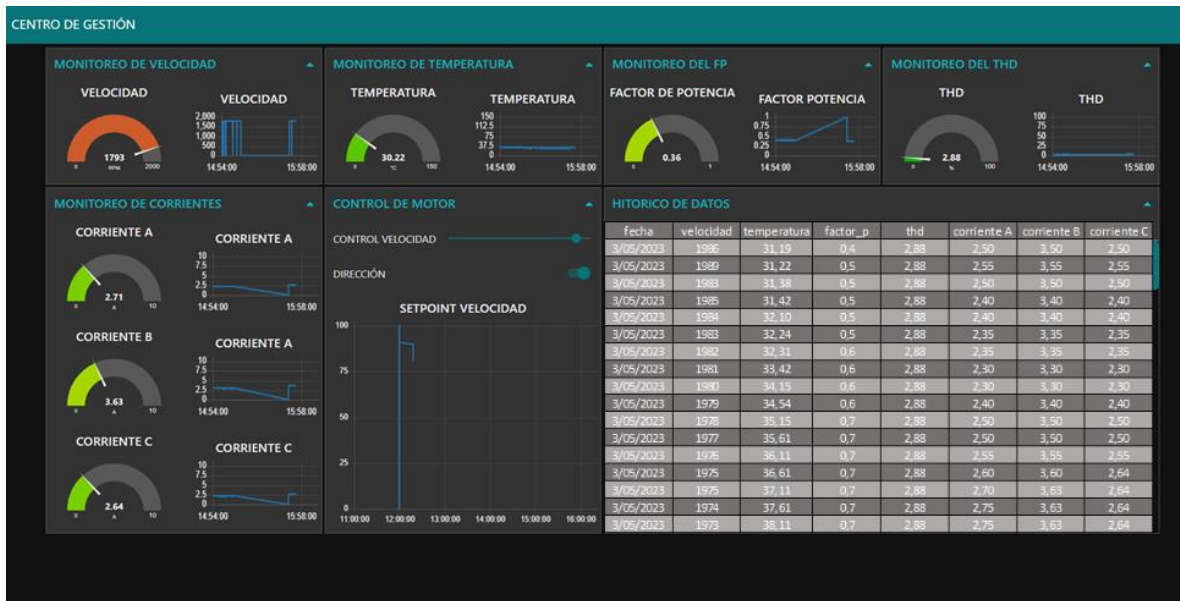 CENTRO DE GESTIÓN
MONITOREO DE VELOCIDAD
VELOCIDAD
1793
RPM
0
2000
VELOCIDAD
2,000
1,500
1,000
500
0
14:54:00 15:58:00
MONITOREO DE TEMPERATURA
TEMPERATURA
30.22
°C
0
150
TEMPERATURA
150
112.5
75
37.5
0
14:54:00 15:58:00
MONITOREO DEL FP
FACTOR DE POTENCIA
0.36
0
1
FACTOR POTENCIA
1
0.75
0.5
0.25
0
14:54:00 15:58:00
MONITOREO DEL THD
THD
2.88
%
0
100
THD
100
75
50
25
0
14:54:00 15:58:00
MONITOREO DE CORRIENTES
CORRIENTE A
2.71
A
0
10
CORRIENTE A
10
7.5
5
2.5
0
14:54:00 15:58:00
CORRIENTE B
3.63
A
0
10
CORRIENTE A
10
7.5
5
2.5
0
14:54:00 15:58:00
CORRIENTE C
2.64
A
0
10
CORRIENTE C
10
7.5
5
2.5
0
14:54:00 15:58:00
CONTROL DE MOTOR
CONTROL VELOCIDAD
DIRECCIÓN
SETPOINT VELOCIDAD
100
75
50
25
0
11:00:00 12:00:00 13:00:00 14:00:00 15:00:00 16:00:00
HITORICO DE DATOS
fecha velocidad temperatura factor_p thd corriente A corriente B corriente C
3/05/2023 1986 31,19 0,4 2,88 2,50 3,50 2,50
3/05/2023 1989 31,22 0,5 2,88 2,55 3,55 2,55
3/05/2023 1983 31,38 0,5 2,88 2,50 3,50 2,50
3/05/2023 1985 31,42 0,5 2,88 2,40 3,40 2,40
3/05/2023 1984 32,10 0,5 2,88 2,40 3,40 2,40
3/05/2023 1983 32,24 0,5 2,88 2,35 3,35 2,35
3/05/2023 1982 32,31 0,6 2,88 2,35 3,35 2,35
3/05/2023 1981 33,42 0,6 2,88 2,30 3,30 2,30
3/05/2023 1980 34,15 0,6 2,88 2,30 3,30 2,30
3/05/2023 1979 34,54 0,6 2,88 2,40 3,40 2,40
3/05/2023 1978 35,15 0,7 2,88 2,50 3,50 2,50
3/05/2023 1977 35,61 0,7 2,88 2,50 3,50 2,50
3/05/2023 1976 36,11 0,7 2,88 2,55 3,55 2,55
3/05/2023 1975 36,61 0,7 2,88 2,60 3,60 2,64
3/05/2023 1975 37,11 0,7 2,88 2,70 3,63 2,64
3/05/2023 1974 37,61 0,7 2,88 2,75 3,63 2,64
3/05/2023 1973 38,11 0,7 2,88 2,75 3,63 2,64